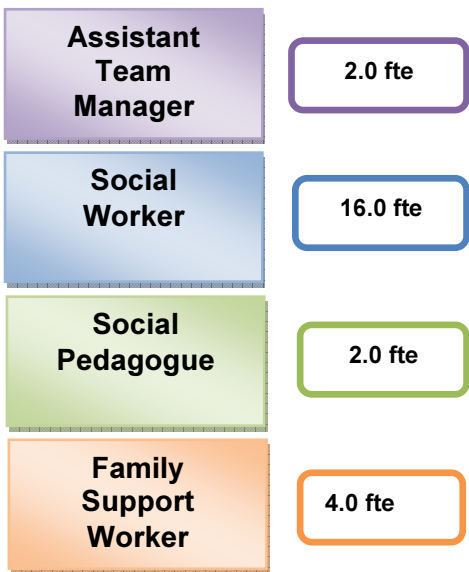 Assistant
Team
Manager
2.0 fte
Social
Worker
16.0 fte
Social
Pedagogue
2.0 fte
Family
Support
Worker
4.0 fte